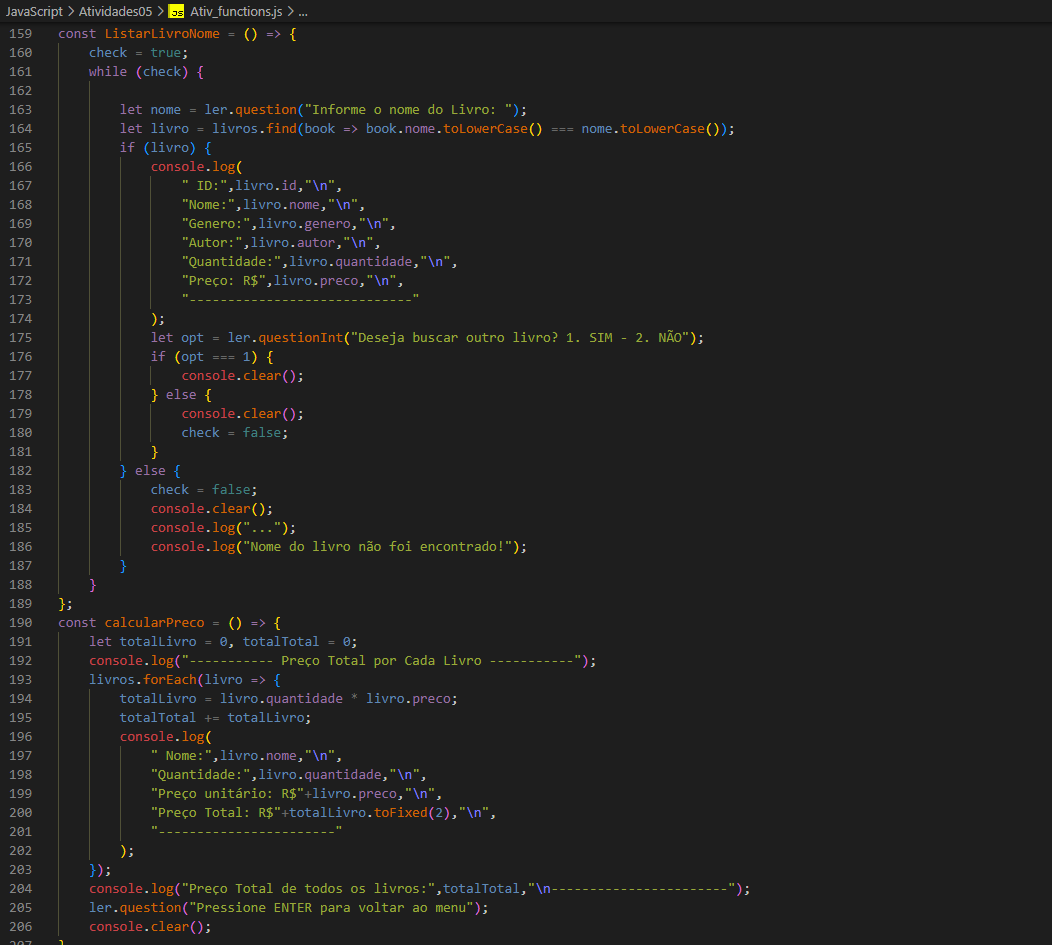 JavaScript > Atividades05 > JS Ativ_functions.js > ...
159 const ListarLivroNome = () => {
160     check = true;
161     while (check) {
162
163         let nome = ler.question("Informe o nome do Livro: ");
164         let livro = livros.find(book => book.nome.toLowerCase() === nome.toLowerCase());
165         if (livro) {
166             console.log(
167                 " ID:",livro.id,"\n",
168                 "Nome:",livro.nome,"\n",
169                 "Genero:",livro.genero,"\n",
170                 "Autor:",livro.autor,"\n",
171                 "Quantidade:",livro.quantidade,"\n",
172                 "Preço: R$",livro.preco,"\n",
173                 "-----------------------------"
174             );
175             let opt = ler.questionInt("Deseja buscar outro livro? 1. SIM - 2. NÃO");
176             if (opt === 1) {
177                 console.clear();
178             } else {
179                 console.clear();
180                 check = false;
181             }
182         } else {
183             check = false;
184             console.clear();
185             console.log("...");
186             console.log("Nome do livro não foi encontrado!");
187         }
188     }
189 };
190 const calcularPreco = () => {
191     let totalLivro = 0, totalTotal = 0;
192     console.log("----------- Preço Total por Cada Livro -----------");
193     livros.forEach(livro => {
194         totalLivro = livro.quantidade * livro.preco;
195         totalTotal += totalLivro;
196         console.log(
197             " Nome:",livro.nome,"\n",
198             "Quantidade:",livro.quantidade,"\n",
199             "Preço unitário: R$"+livro.preco,"\n",
200             "Preço Total: R$"+totalLivro.toFixed(2),"\n",
201             "-----------------------"
202         );
203     });
204     console.log("Preço Total de todos os livros:",totalTotal,"\n-----------------------");
205     ler.question("Pressione ENTER para voltar ao menu");
206     console.clear();
207 }